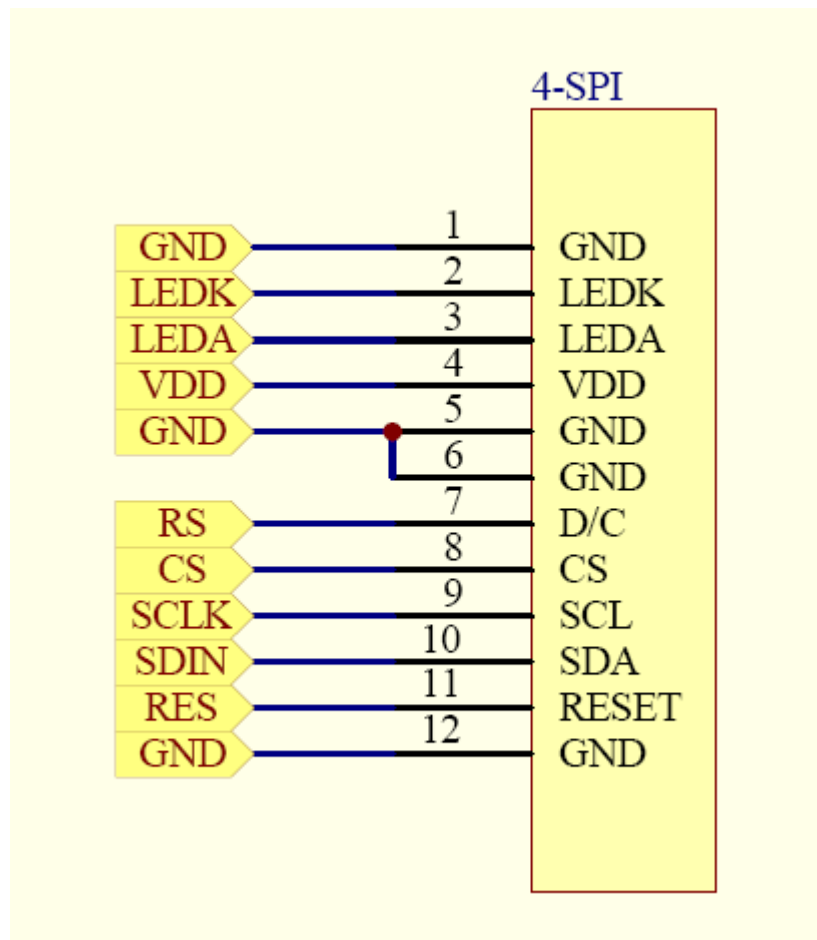 4-SPI
GND 1 GND
LEDK 2 LEDK
LEDA 3 LEDA
VDD 4 VDD
GND 5 GND
6 GND
RS 7 D/C
CS 8 CS
SCLK 9 SCL
SDIN 10 SDA
RES 11 RESET
GND 12 GND